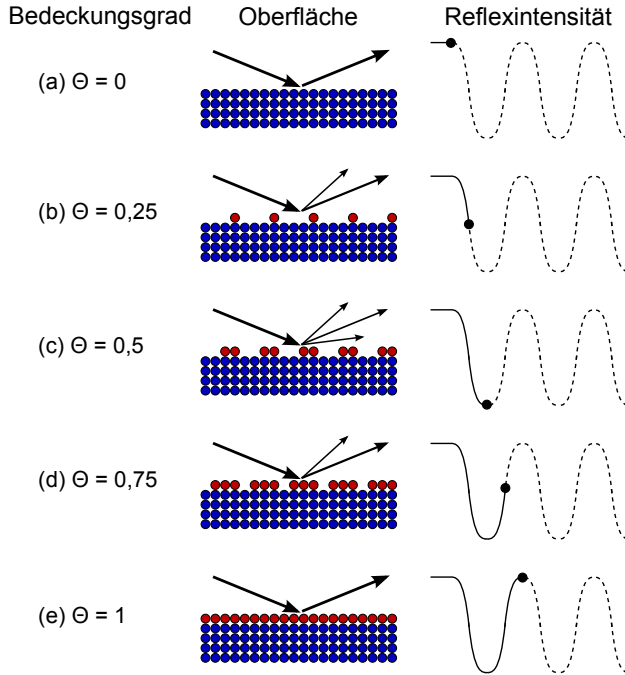 Bedeckungsgrad Oberfläche Reflexintensität
(a) Θ = 0
(b) Θ = 0,25
(c) Θ = 0,5
(d) Θ = 0,75
(e) Θ = 1